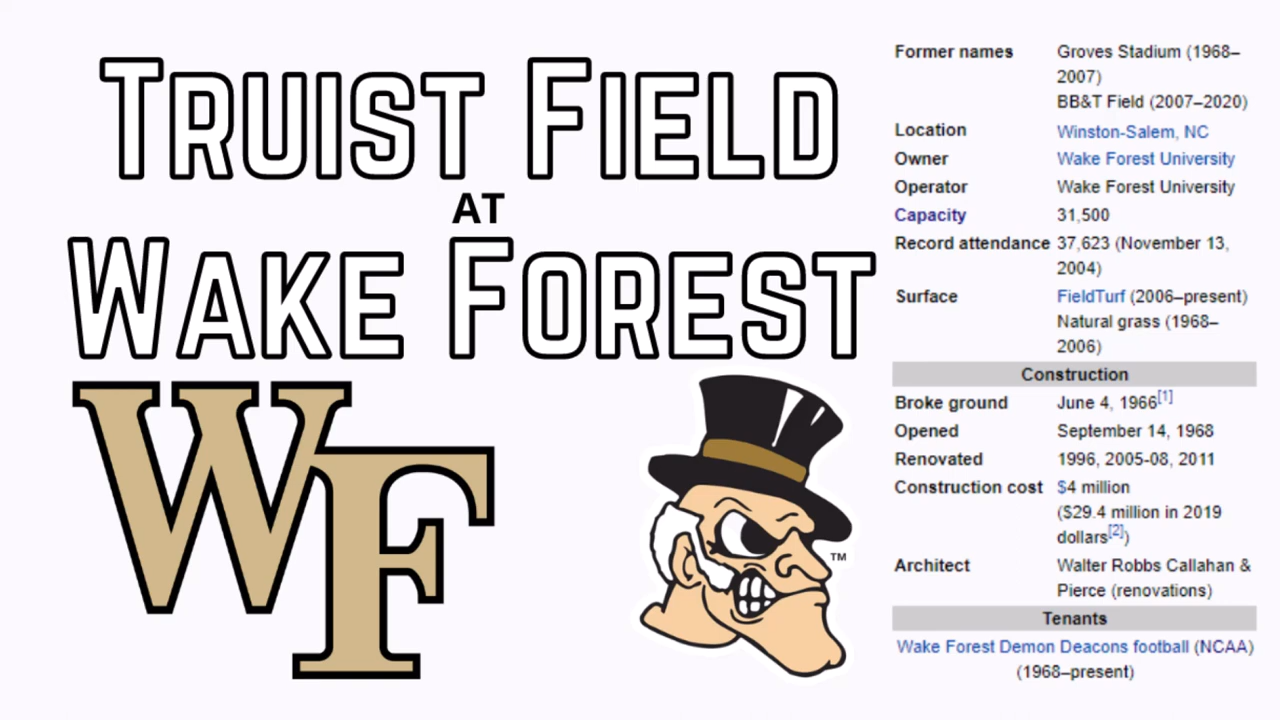 TRUIST FIELD
AT
WAKE FOREST
WF
™
Former names Groves Stadium (1968–
2007)
BB&T Field (2007–2020)
Location Winston-Salem, NC
Owner Wake Forest University
Operator Wake Forest University
Capacity 31,500
Record attendance 37,623 (November 13,
2004)
Surface FieldTurf (2006–present)
Natural grass (1968–
2006)
Construction
Broke ground June 4, 1966[1]
Opened September 14, 1968
Renovated 1996, 2005-08, 2011
Construction cost $4 million
($29.4 million in 2019
dollars[2])
Architect Walter Robbs Callahan &
Pierce (renovations)
Tenants
Wake Forest Demon Deacons football (NCAA)
(1968–present)